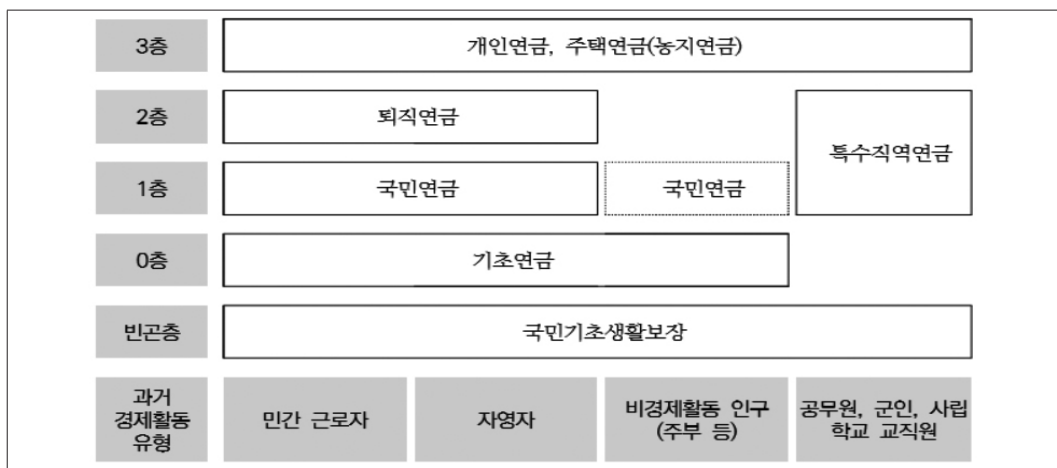 3층
개인연금, 주택연금(농지연금)
2층
퇴직연금
특수직역연금
1층
국민연금
국민연금
0층
기초연금
빈곤층
국민기초생활보장
과거
경제활동
유형
민간 근로자
자영자
비경제활동 인구
(주부 등)
공무원, 군인, 사립
학교 교직원